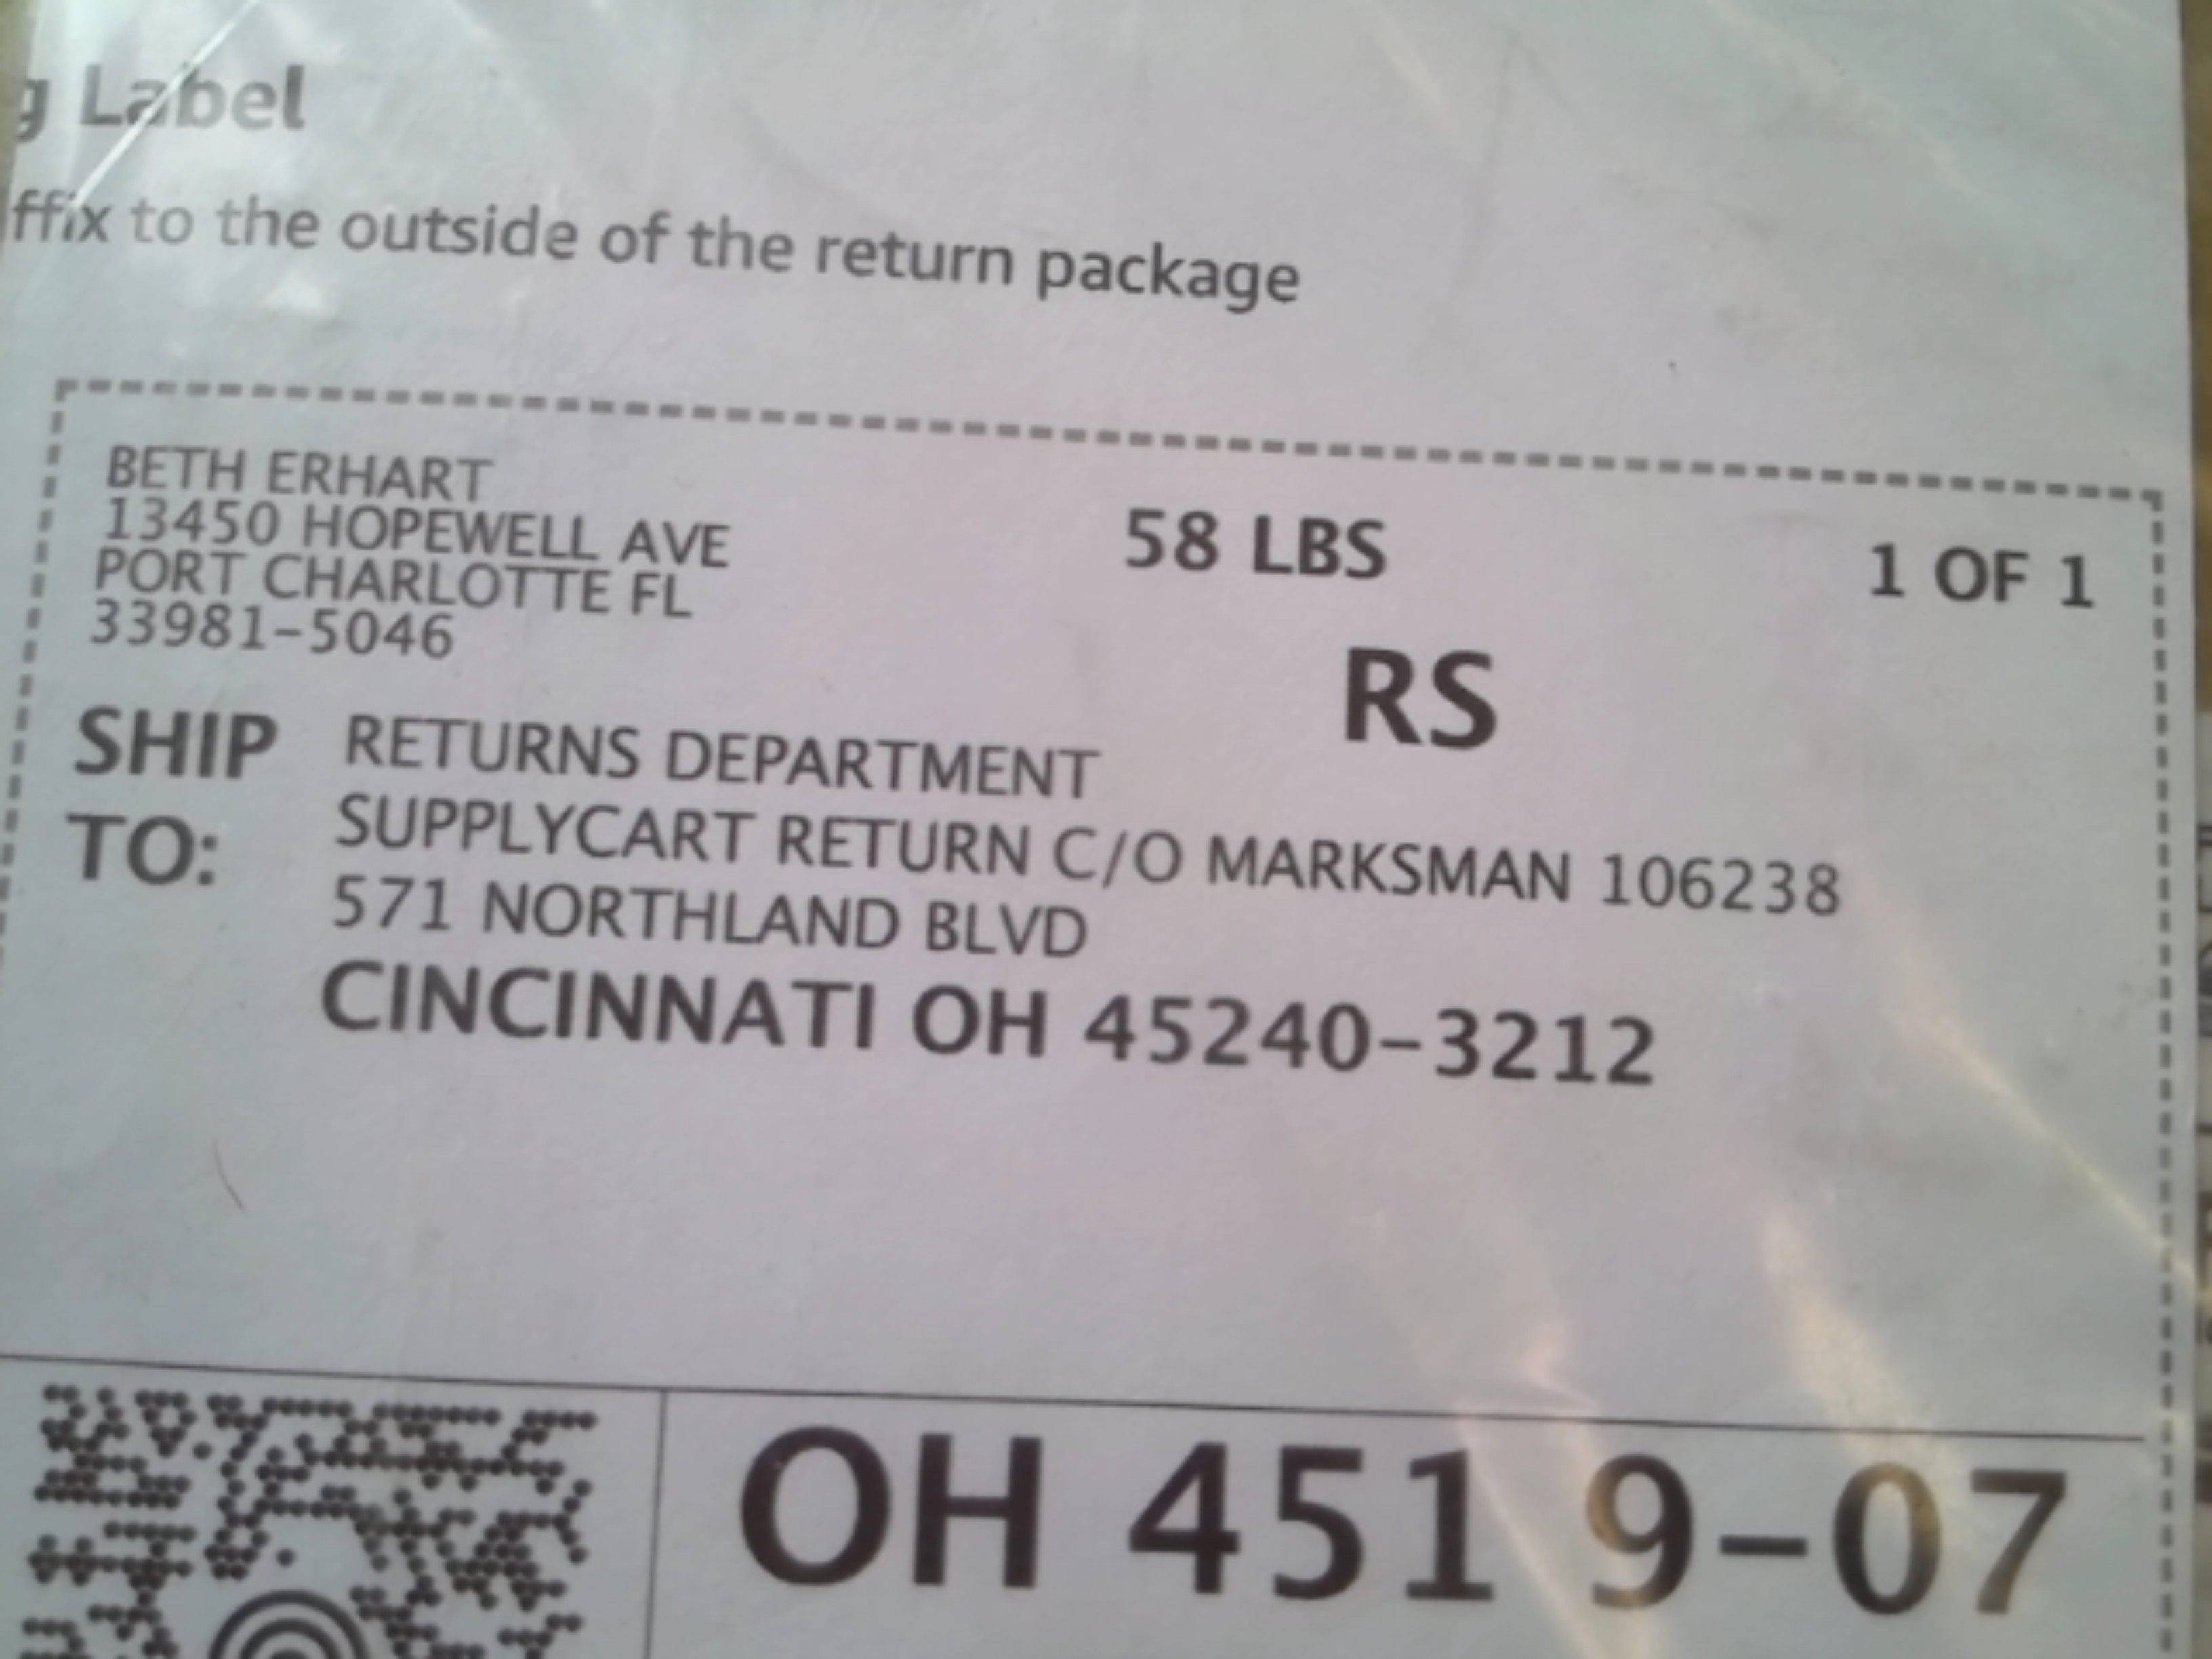 g Label
ffix to the outside of the return package
BETH ERHART
13450 HOPEWELL AVE
PORT CHARLOTTE FL
33981-5046
58 LBS
1 OF 1
RS
SHIP TO:
RETURNS DEPARTMENT
SUPPLYCART RETURN C/O MARKSMAN 106238
571 NORTHLAND BLVD
CINCINNATI OH 45240-3212
OH 451 9-07